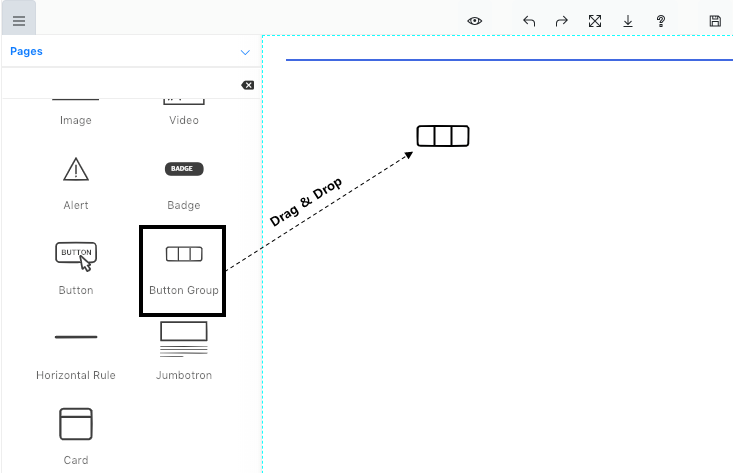 Pages
Image
Video
BADGE
Alert
Badge
BUTTON
Button
Button Group
Horizontal Rule
Jumbotron
Card
Drag & Drop